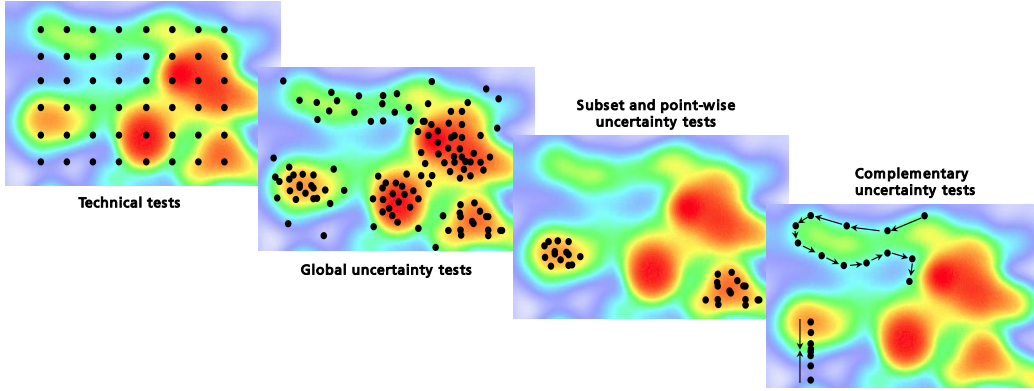 Technical tests
Global uncertainty tests
Subset and point-wise
uncertainty tests
Complementary
uncertainty tests